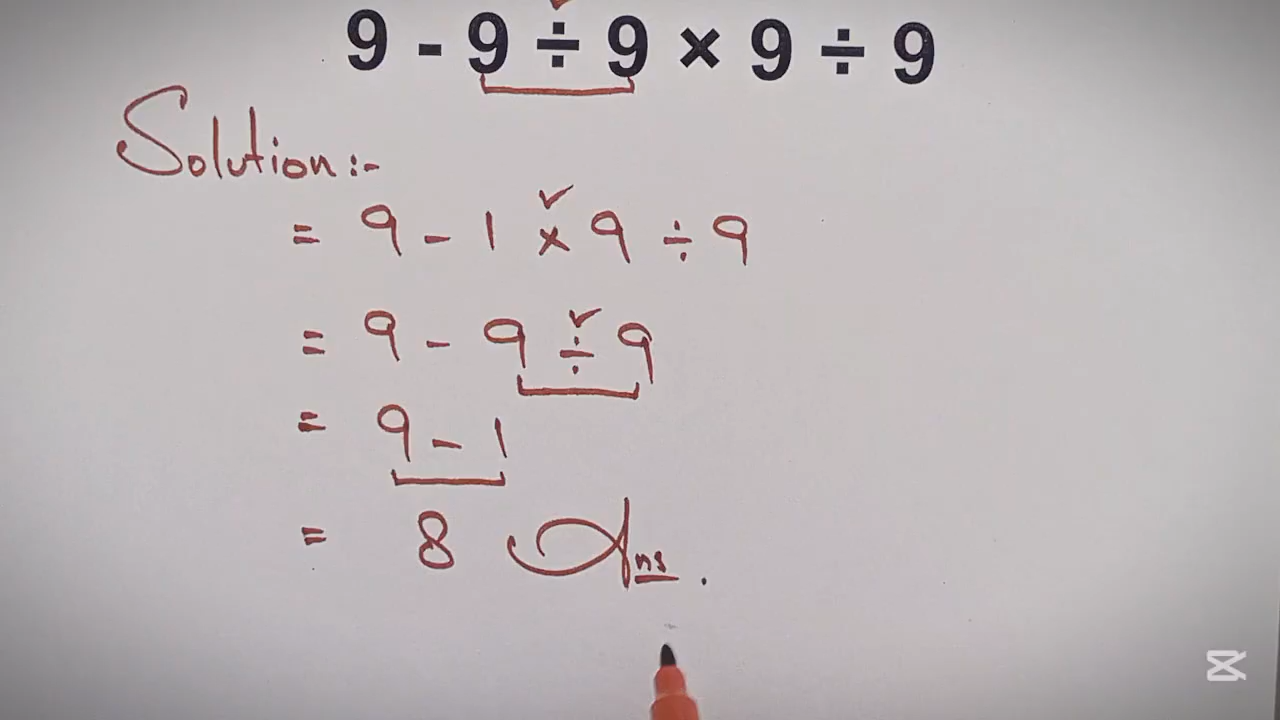 9 - 9 ÷ 9 × 9 ÷ 9
Solution:-
= 9 - 1 × 9 ÷ 9
= 9 - 9 ÷ 9
= 9 - 1
= 8 Ans.